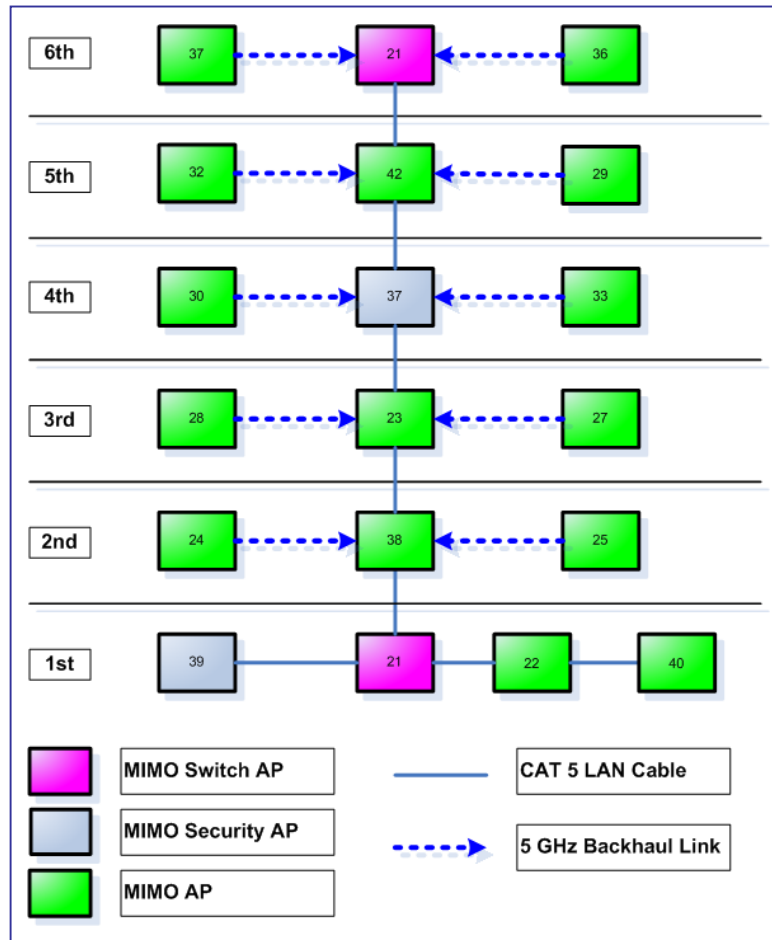 6th
37
21
36
5th
32
42
29
4th
30
37
33
3rd
28
23
27
2nd
24
38
25
1st
39
21
22
40
MIMO Switch AP
CAT 5 LAN Cable
MIMO Security AP
5 GHz Backhaul Link
MIMO AP